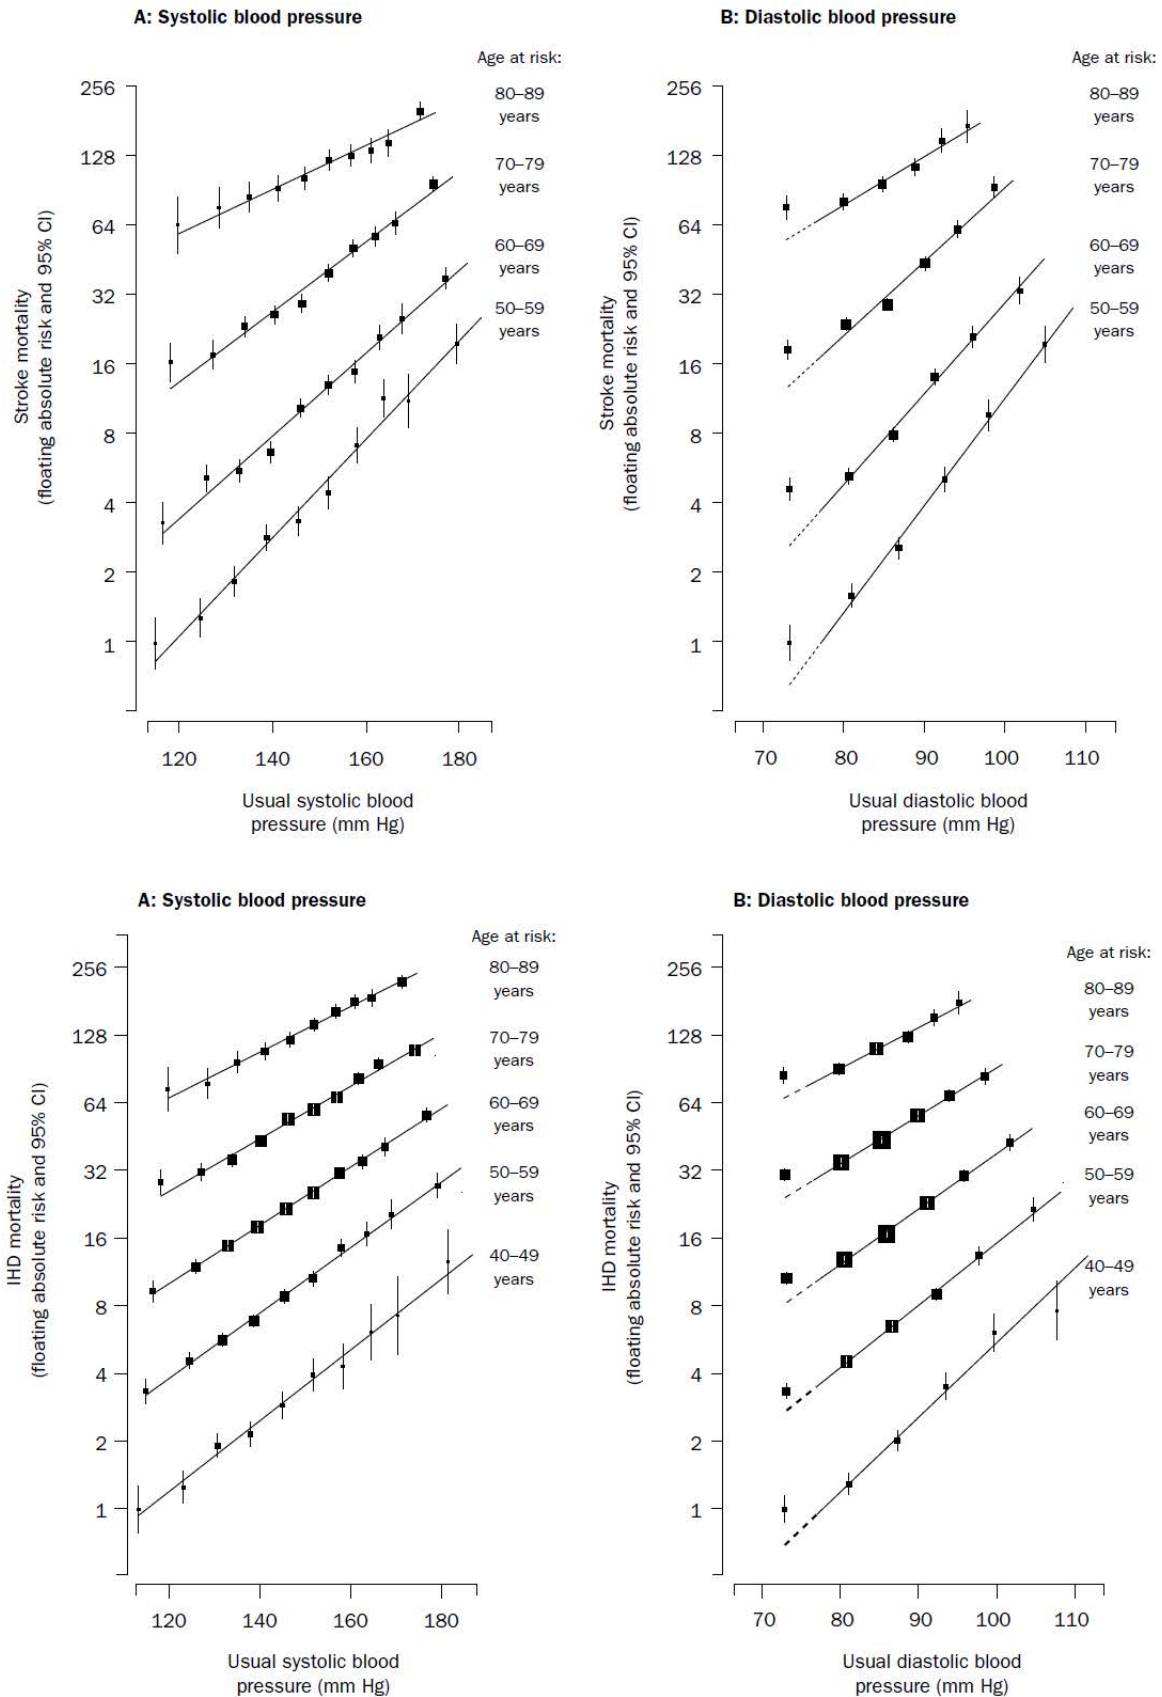 A: Systolic blood pressure
Age at risk:
256
128
64
32
16
8
4
2
1
80–89
years
70–79
years
60–69
years
50–59
years
Stroke mortality
(floating absolute risk and 95% CI)
120
140
160
180
Usual systolic blood
pressure (mm Hg)
B: Diastolic blood pressure
Age at risk:
256
128
64
32
16
8
4
2
1
80–89
years
70–79
years
60–69
years
50–59
years
Stroke mortality
(floating absolute risk and 95% CI)
70
80
90
100
110
Usual diastolic blood
pressure (mm Hg)
A: Systolic blood pressure
Age at risk:
256
128
64
32
16
8
4
2
1
80–89
years
70–79
years
60–69
years
50–59
years
40–49
years
IHD mortality
(floating absolute risk and 95% CI)
120
140
160
180
Usual systolic blood
pressure (mm Hg)
B: Diastolic blood pressure
Age at risk:
256
128
64
32
16
8
4
2
1
80–89
years
70–79
years
60–69
years
50–59
years
40–49
years
IHD mortality
(floating absolute risk and 95% CI)
70
80
90
100
110
Usual diastolic blood
pressure (mm Hg)